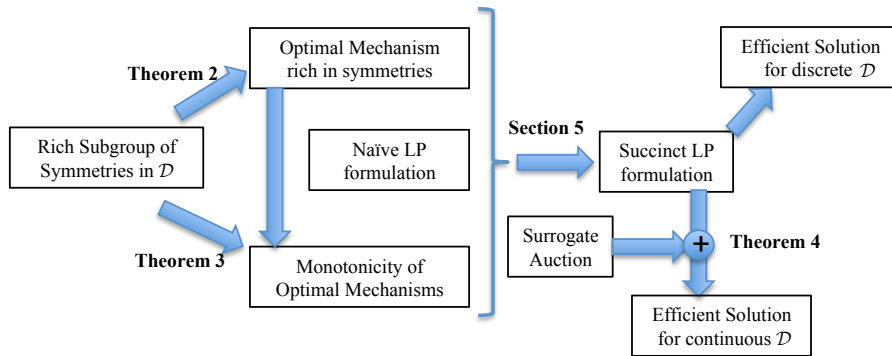 Optimal Mechanism
rich in symmetries
Efficient Solution
for discrete 𝒟
Theorem 2
Section 5
Rich Subgroup of
Symmetries in 𝒟
Naïve LP
formulation
Succinct LP
formulation
Theorem 3
Monotonicity of
Optimal Mechanisms
Surrogate
Auction
+
Theorem 4
Efficient Solution
for continuous 𝒟